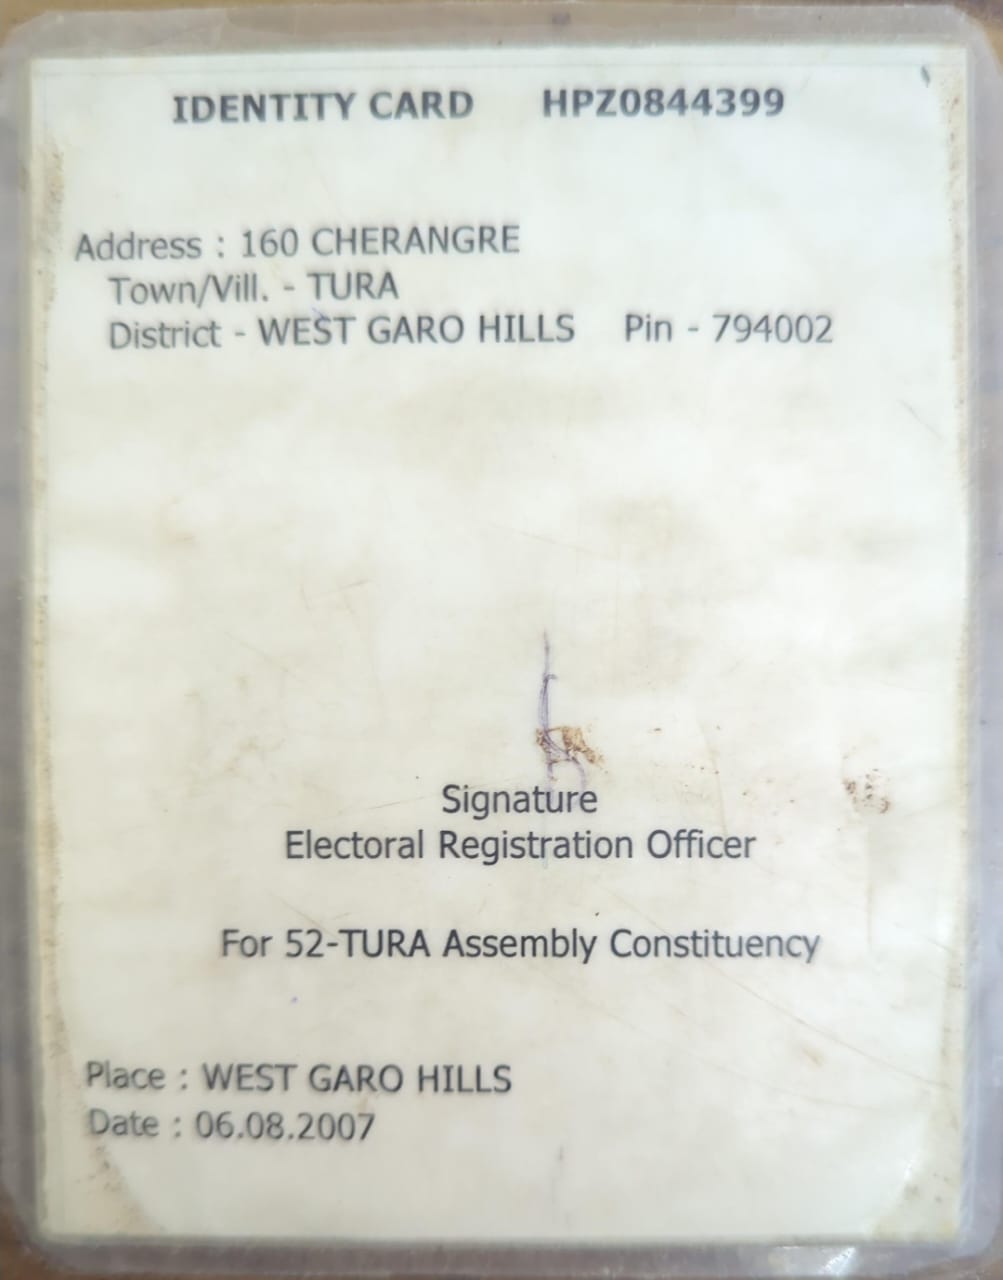 IDENTITY CARD HPZ0844399
Address : 160 CHERANGRE
Town/Vill. - TURA
District - WEST GARO HILLS Pin - 794002
Signature
Electoral Registration Officer
For 52-TURA Assembly Constituency
Place : WEST GARO HILLS
Date : 06.08.2007